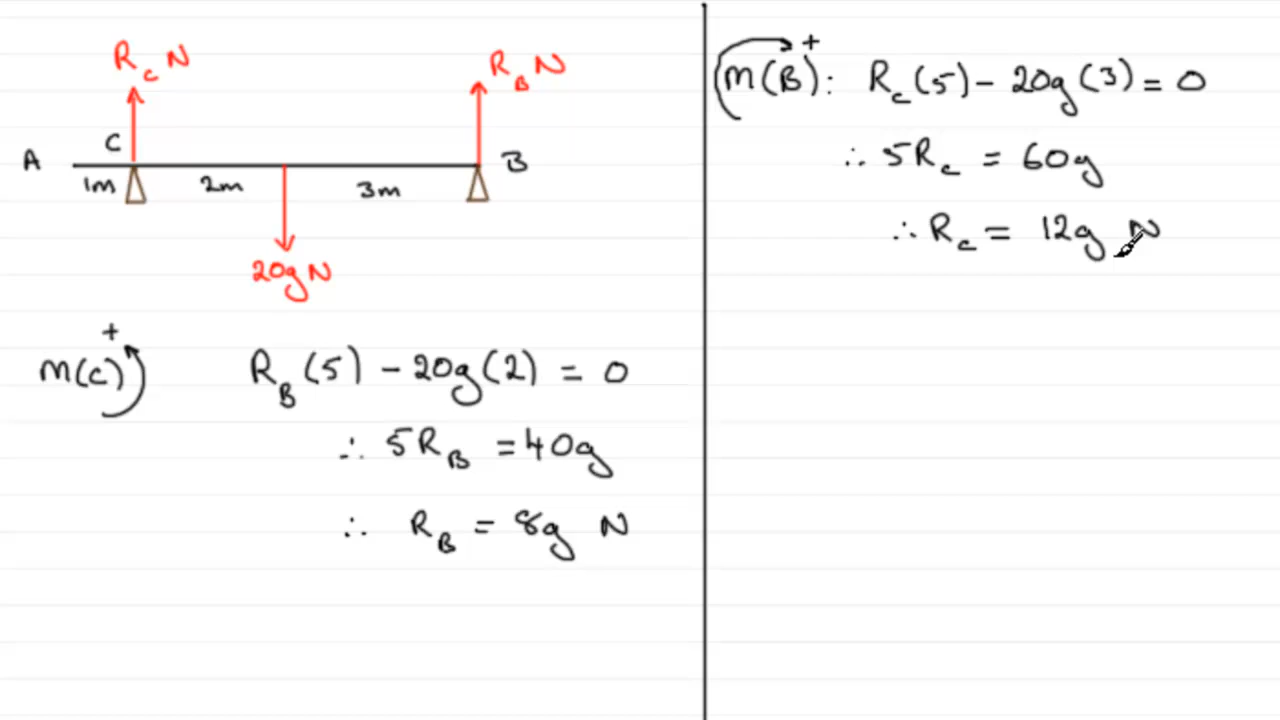 R_C N
R_B N
A C B
1m 2m 3m
20g N
M(C) + R_B (5) - 20g (2) = 0
∴ 5R_B = 40g
∴ R_B = 8g N
M(B): + R_C (5) - 20g (3) = 0
∴ 5R_C = 60g
∴ R_C = 12g N